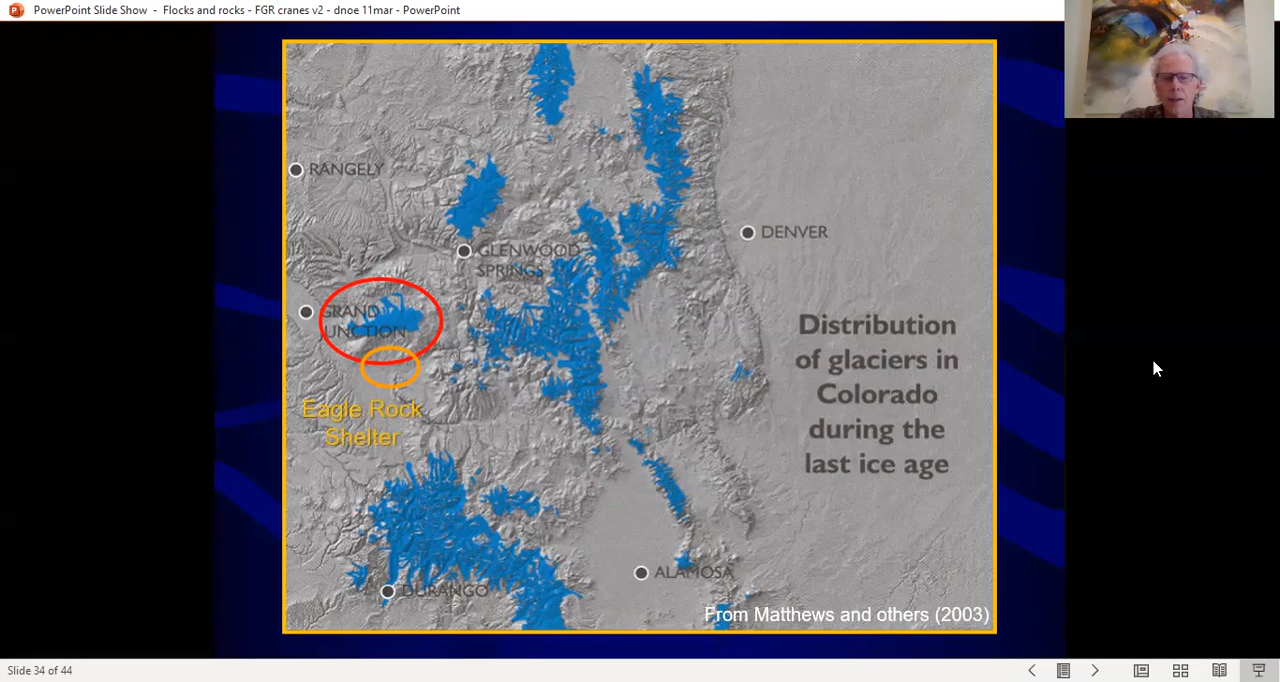 PowerPoint Slide Show - Flocks and rocks - FGR cranes v2 - dnoe 11mar - PowerPoint
RANGELY
DENVER
GLENWOOD
SPRINGS
GRAND
JUNCTION
Distribution
of glaciers in
Colorado
during the
last ice age
Eagle Rock
Shelter
ALAMOSA
DURANGO
From Matthews and others (2003)
Slide 34 of 44